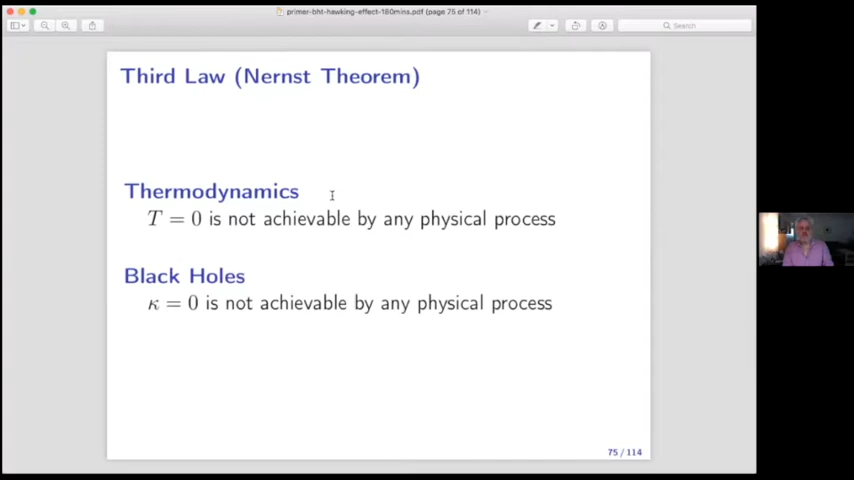 primer-bht-hawking-effect-180mins.pdf (page 75 of 114)
Search
Third Law (Nernst Theorem)
Thermodynamics
T = 0 is not achievable by any physical process
Black Holes
κ = 0 is not achievable by any physical process
75 / 114